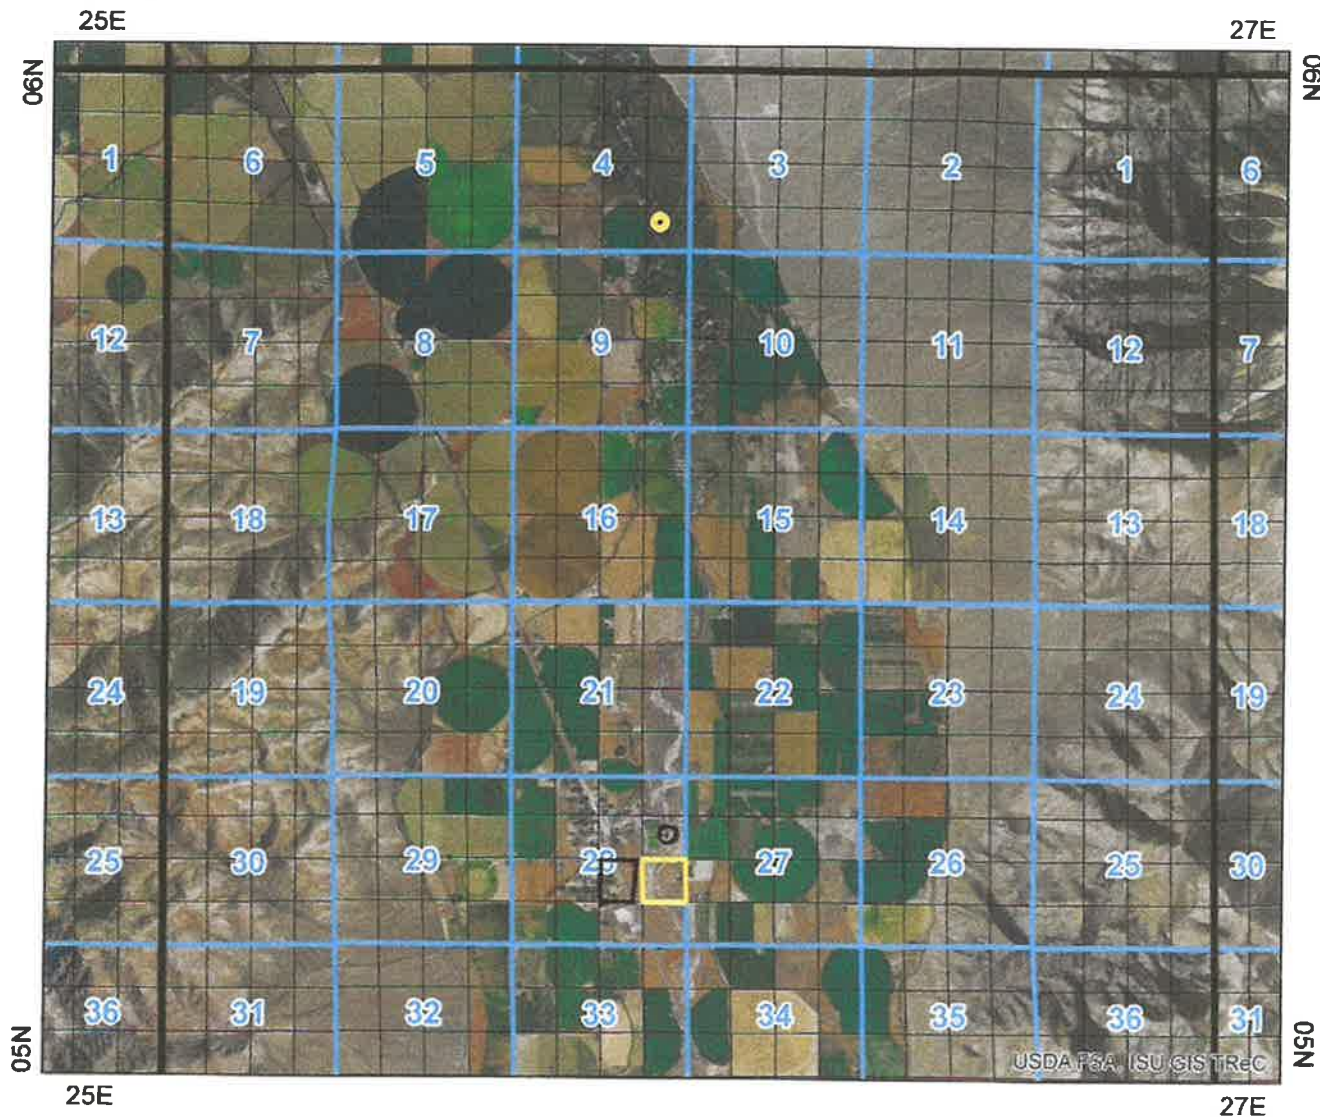 25E
27E
06N
06N
1 6 5 4 3 2 1 6
12 7 8 9 10 11 12 7
13 18 17 16 15 14 13 18
24 19 20 21 22 23 24 19
25 30 29 28 27 26 25 30
36 31 32 33 34 35 36 31
05N
05N
USDA FSA, ISU GIS TReC
25E
27E